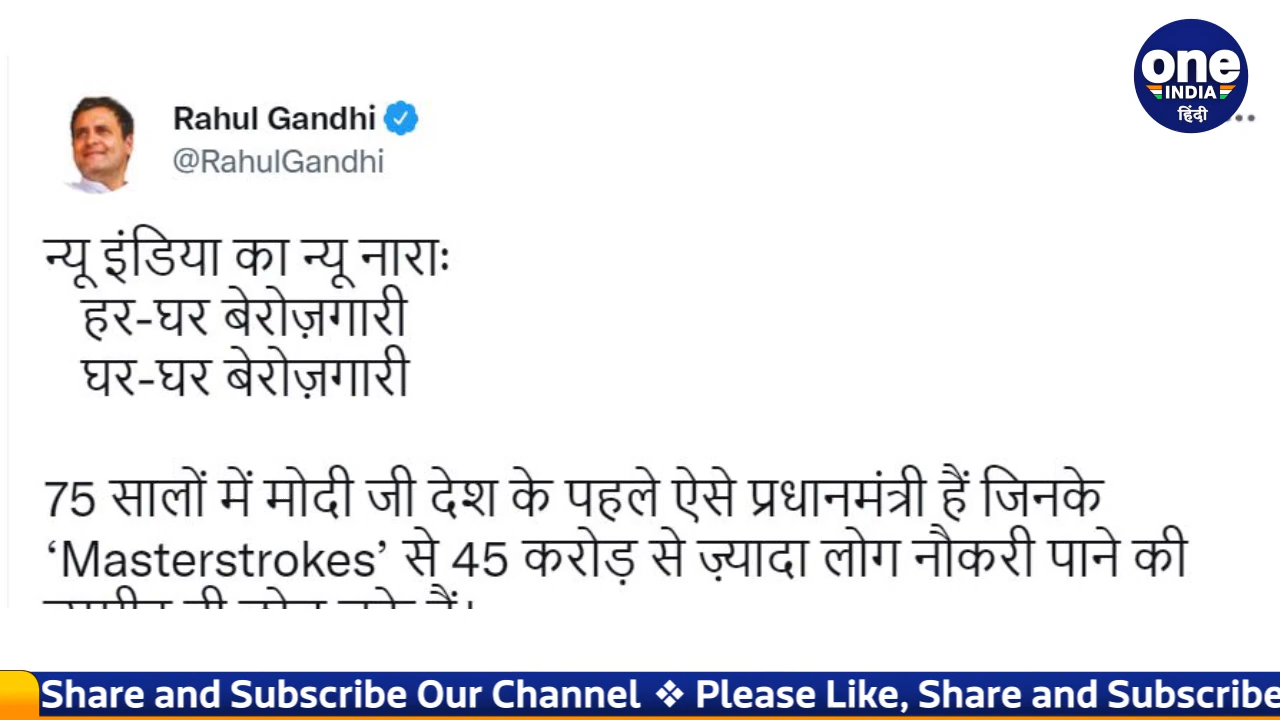 one
INDIA
हिंदी
Rahul Gandhi
@RahulGandhi
न्यू इंडिया का न्यू नाराः
हर-घर बेरोज़गारी
घर-घर बेरोज़गारी
75 सालों में मोदी जी देश के पहले ऐसे प्रधानमंत्री हैं जिनके
‘Masterstrokes’ से 45 करोड़ से ज़्यादा लोग नौकरी पाने की
Share and Subscribe Our Channel ❖ Please Like, Share and Subscribe